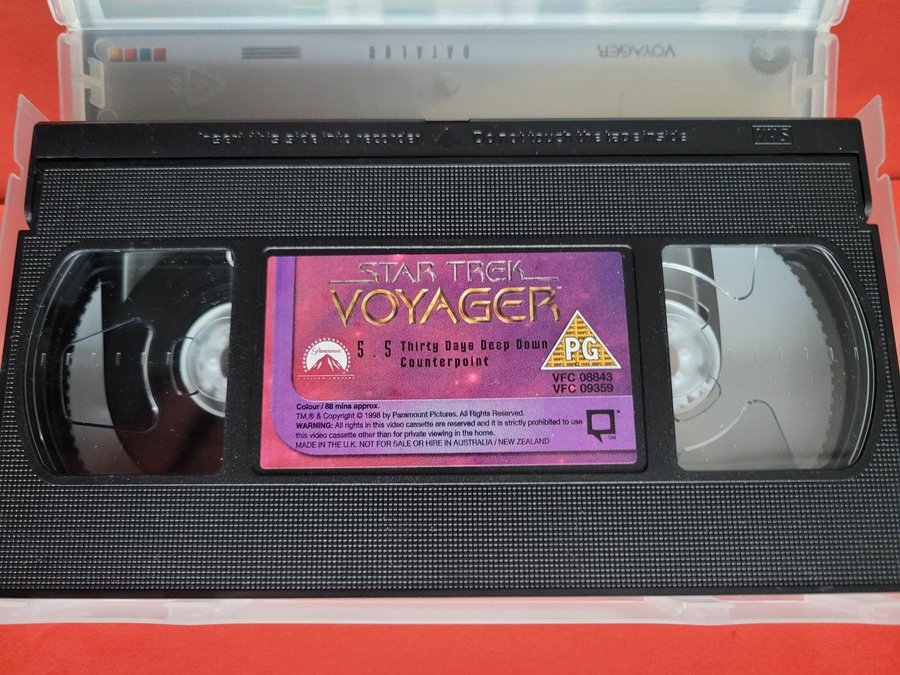 VOYAGER
CATALOG
Insert this side into recorder
Do not touch the tape inside
VHS
STAR TREK
VOYAGER™
5.5 Thirty Days Deep Down
Counterpoint
Paramount
PG
VFC 08843
VFC 09359
Colour / 88 mins approx.
TM,® & Copyright © 1998 by Paramount Pictures. All Rights Reserved.
WARNING: All rights in this video cassette are reserved and it is strictly prohibited to use
this video cassette other than for private viewing in the home.
MADE IN THE U.K. NOT FOR SALE OR HIRE IN AUSTRALIA / NEW ZEALAND